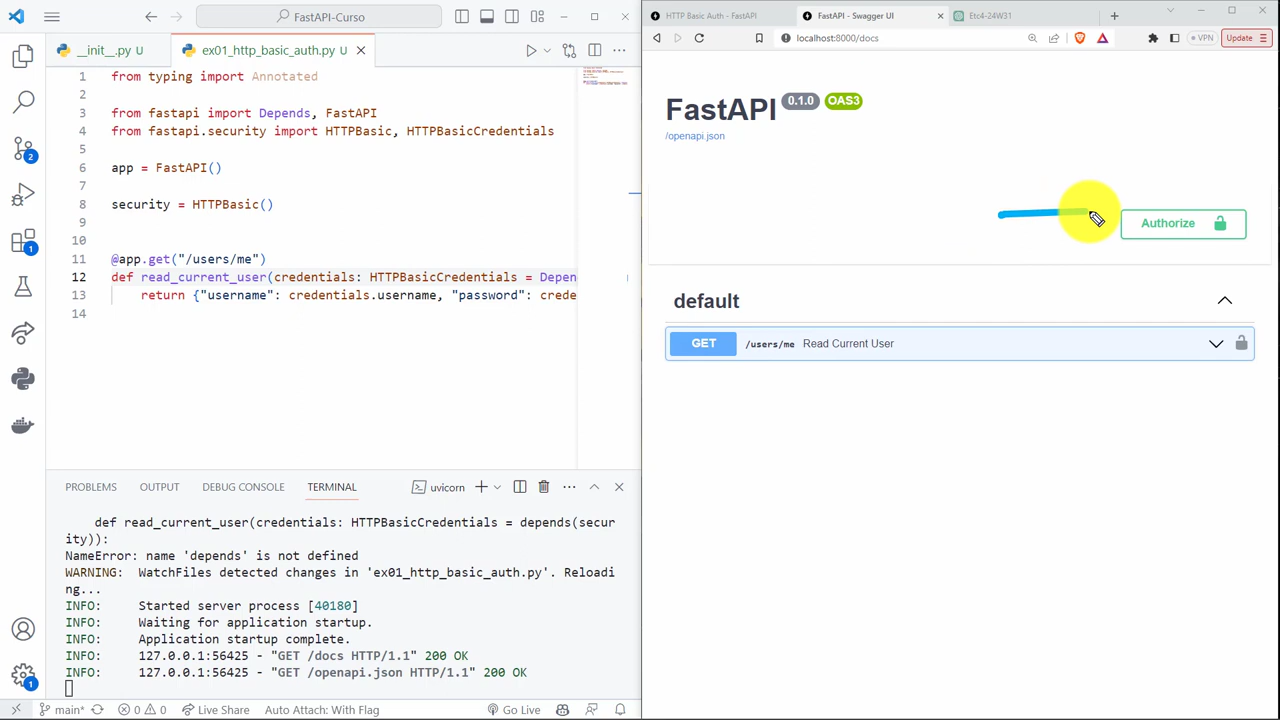 FastAPI-Curso
__init__.py U
ex01_http_basic_auth.py U
1 from typing import Annotated
2
3 from fastapi import Depends, FastAPI
4 from fastapi.security import HTTPBasic, HTTPBasicCredentials
5
6 app = FastAPI()
7
8 security = HTTPBasic()
9
10
11 @app.get("/users/me")
12 def read_current_user(credentials: HTTPBasicCredentials = Depen
13 return {"username": credentials.username, "password": crede
14
2
1
1
PROBLEMS OUTPUT DEBUG CONSOLE TERMINAL uvicorn
def read_current_user(credentials: HTTPBasicCredentials = depends(secur
ity)):
NameError: name 'depends' is not defined
WARNING: WatchFiles detected changes in 'ex01_http_basic_auth.py'. Reloadi
ng...
INFO: Started server process [40180]
INFO: Waiting for application startup.
INFO: Application startup complete.
INFO: 127.0.0.1:56425 - "GET /docs HTTP/1.1" 200 OK
INFO: 127.0.0.1:56425 - "GET /openapi.json HTTP/1.1" 200 OK
main* 0 0 Live Share Auto Attach: With Flag Go Live
HTTP Basic Auth - FastAPI
FastAPI - Swagger UI
Etc4-24W31
localhost:8000/docs
VPN
Update
FastAPI 0.1.0 OAS3
/openapi.json
Authorize
default
GET /users/me Read Current User